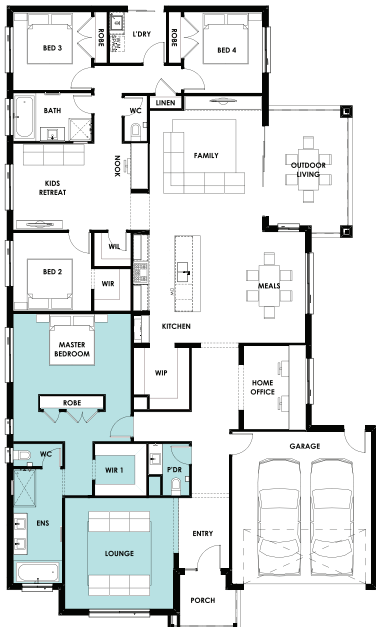 BED 3
ROBE
L'DRY
ROBE
BED 4
BATH
WC
LINEN
FAMILY
OUTDOOR
LIVING
KIDS
RETREAT
NOOK
WIL
BED 2
WIR
MEALS
KITCHEN
MASTER
BEDROOM
WIP
HOME
OFFICE
ROBE
GARAGE
WC
WIR 1
P'DR
ENS
LOUNGE
ENTRY
PORCH